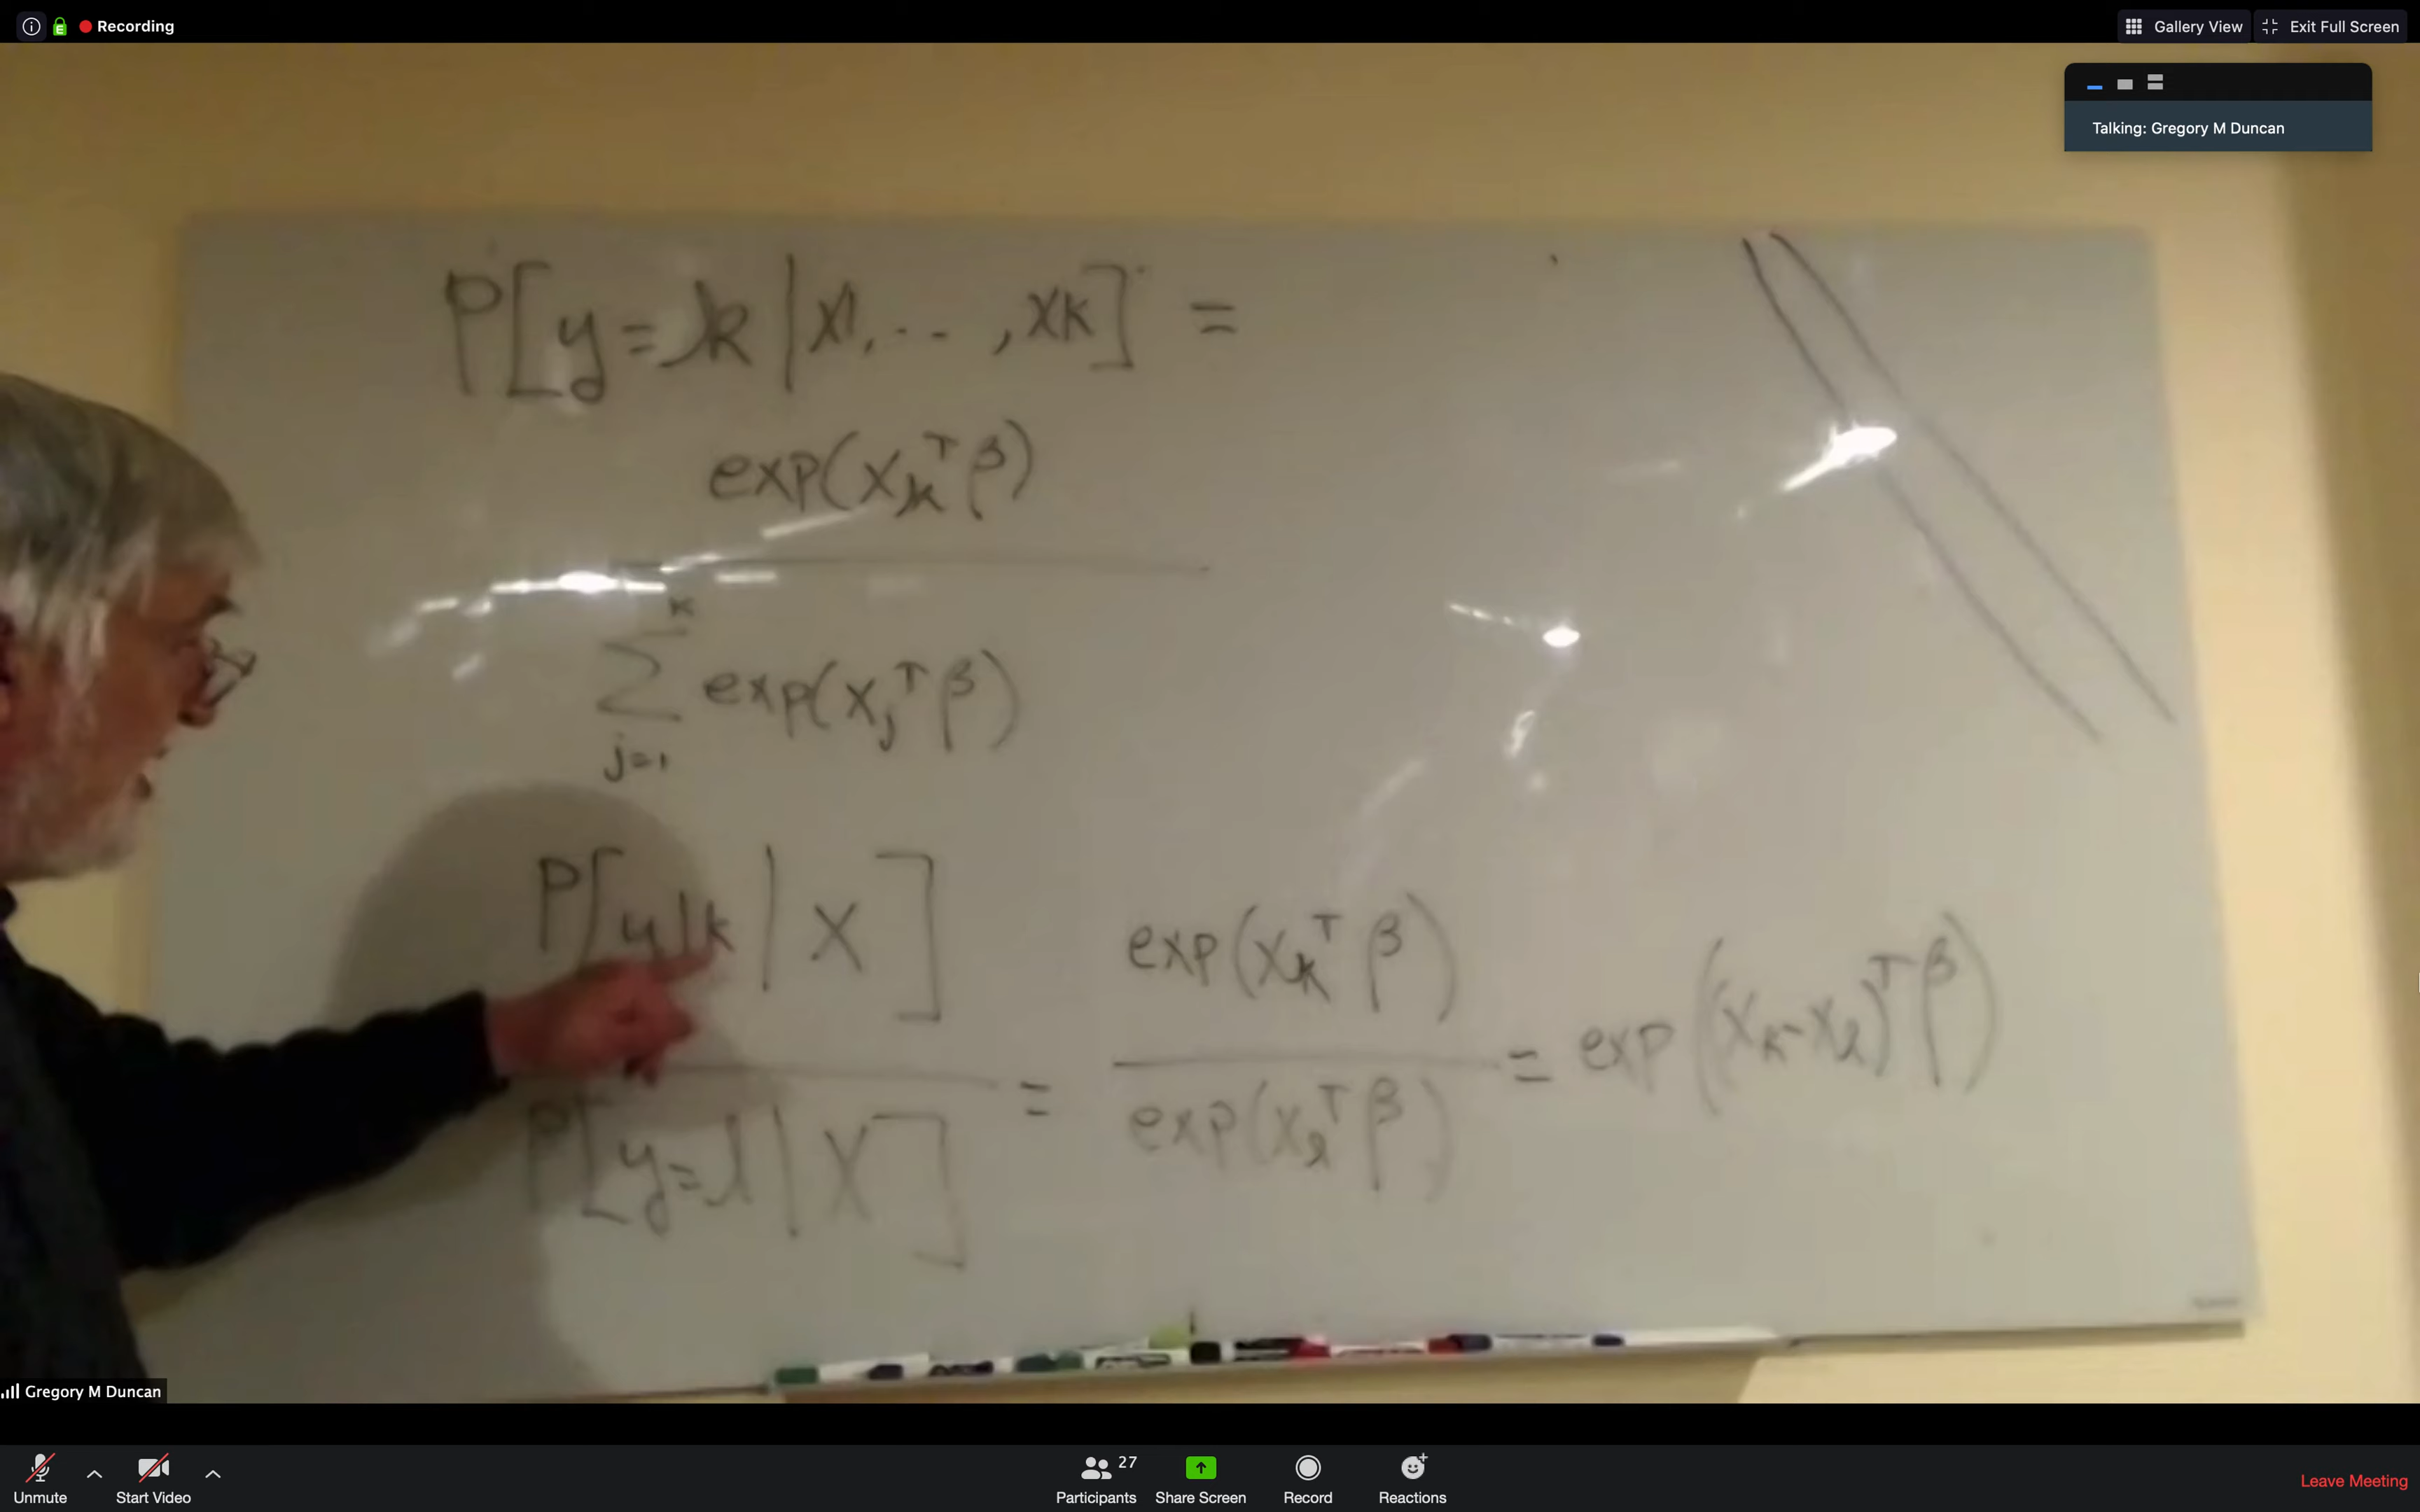 Recording
Gallery View
Exit Full Screen
Talking: Gregory M Duncan
P[y=k|x1,...,xk] =
exp(xₖᵀβ)
K
∑ exp(xⱼᵀβ)
j=1
P[y=k|X]
P[y=l|X]
=
exp(xₖᵀβ)
exp(xₗᵀβ)
= exp((xₖ-xₗ)ᵀβ)
Gregory M Duncan
Unmute
Start Video
Participants 27
Share Screen
Record
Reactions
Leave Meeting